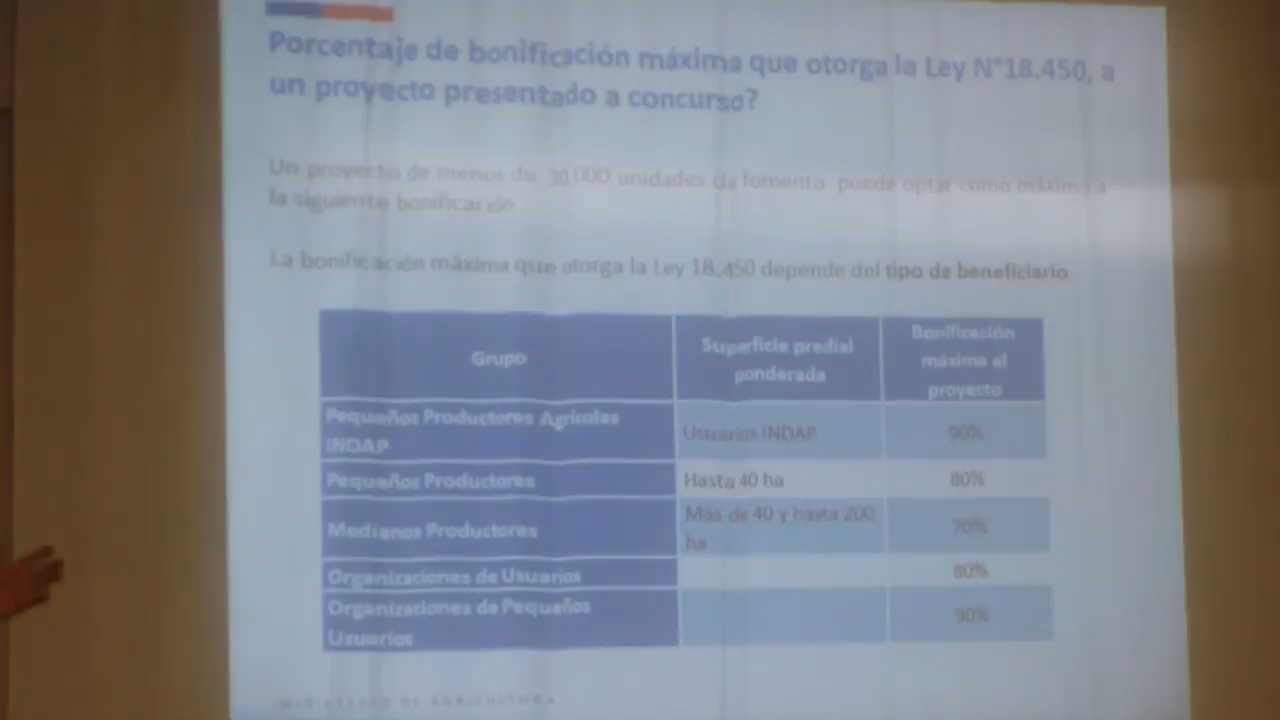 Porcentaje de bonificación máxima que otorga la Ley N°18.450, a
un proyecto presentado a concurso?
Un proyecto de menos de 30.000 unidades de fomento puede optar como máximo a
la siguiente bonificación
La bonificación máxima que otorga la Ley 18.450 depende del tipo de beneficiario
Grupo
Superficie predial
ponderada
Bonificación
máxima al
proyecto
Pequeños Productores Agrícolas
INDAP
Usuarios INDAP
90%
Pequeños Productores
Hasta 40 ha
80%
Medianos Productores
Más de 40 y hasta 200
ha
70%
Organizaciones de Usuarios
80%
Organizaciones de Pequeños
Usuarios
90%
MINISTERIO DE AGRICULTURA